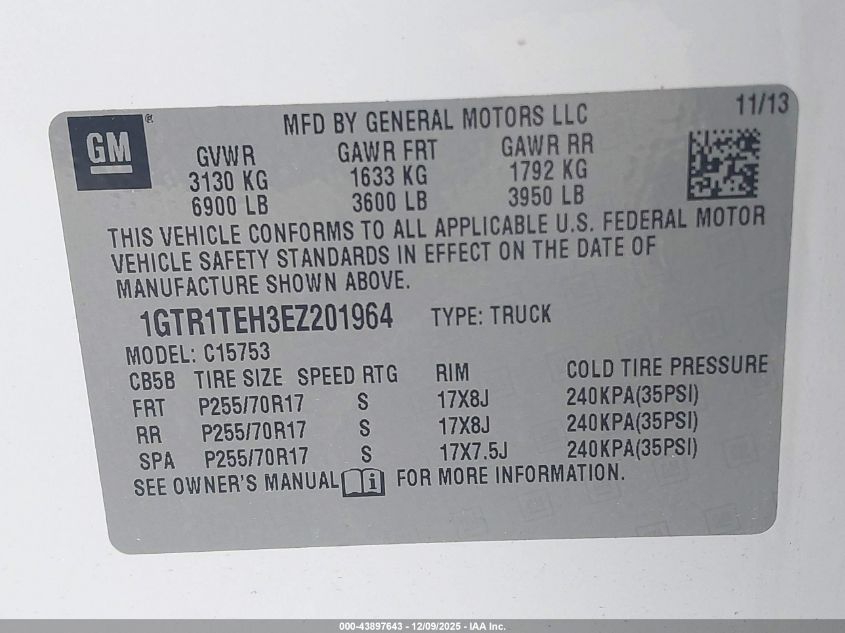 GM
MFD BY GENERAL MOTORS LLC
11/13
GVWR GAWR FRT GAWR RR
3130 KG 1633 KG 1792 KG
6900 LB 3600 LB 3950 LB
THIS VEHICLE CONFORMS TO ALL APPLICABLE U.S. FEDERAL MOTOR
VEHICLE SAFETY STANDARDS IN EFFECT ON THE DATE OF
MANUFACTURE SHOWN ABOVE.
1GTR1TEH3EZ201964 TYPE: TRUCK
MODEL: C15753
CB5B TIRE SIZE SPEED RTG RIM COLD TIRE PRESSURE
FRT P255/70R17 S 17X8J 240KPA(35PSI)
RR P255/70R17 S 17X8J 240KPA(35PSI)
SPA P255/70R17 S 17X7.5J 240KPA(35PSI)
SEE OWNER'S MANUAL i FOR MORE INFORMATION.
000-43897643 / 12/09/2025 - IAA Inc.